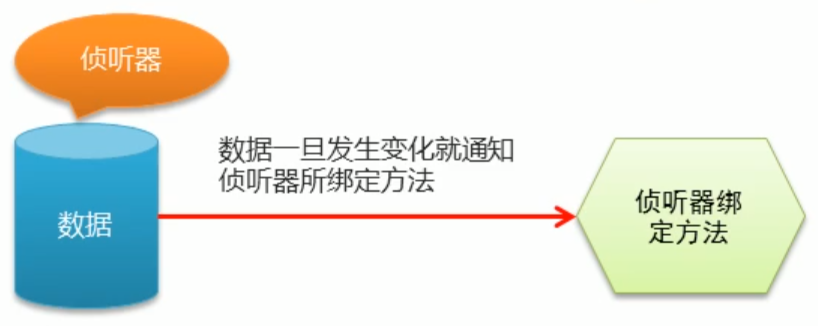 侦听器
数据一旦发生变化就通知
侦听器所绑定方法
数据
侦听器绑
定方法